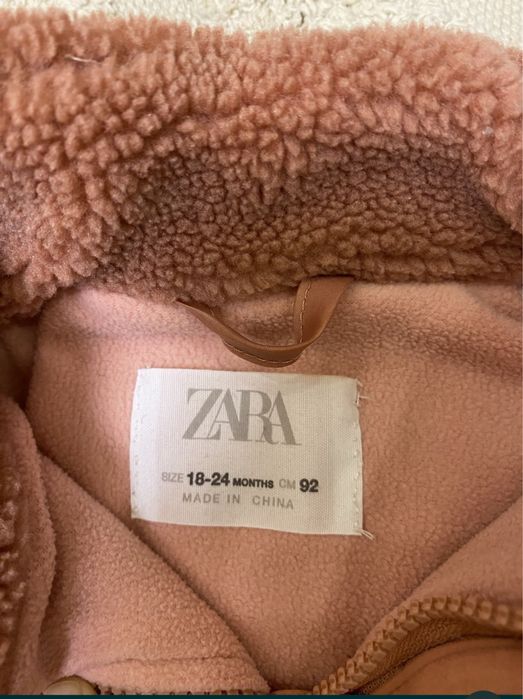 ZARA
SIZE 18-24 MONTHS CM 92
MADE IN CHINA